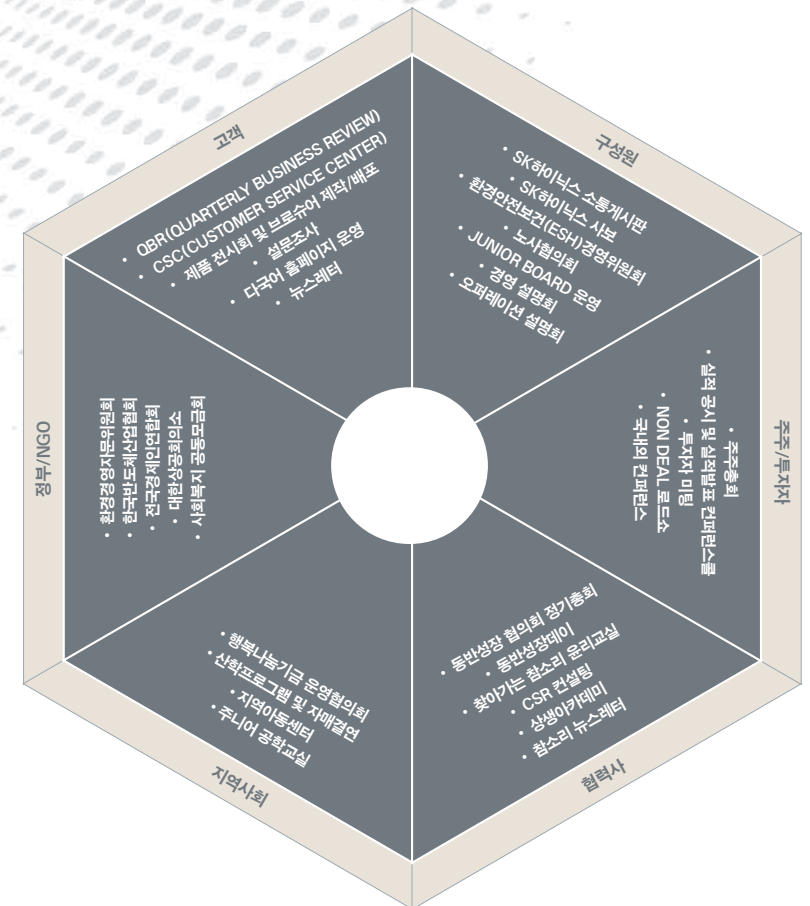 고객
• QBR(QUARTERLY BUSINESS REVIEW)
• CSC(CUSTOMER SERVICE CENTER)
• 제품 전시회 및 브로슈어 제작/배포
• 설문조사
• 다국어 홈페이지 운영
• 뉴스레터
구성원
• SK하이닉스 소통게시판
• SK하이닉스 사보
• 환경안전보건(ESH)경영위원회
• 노사협의회
• JUNIOR BOARD 운영
• 경영 설명회
• 오퍼레이션 설명회
주주/투자자
• 주주총회
• 실적 공시 및 실적발표 컨퍼런스콜
• 투자자 미팅
• NON DEAL 로드쇼
• 국내외 컨퍼런스
협력사
• 동반성장 협의회 정기총회
• 동반성장데이
• 찾아가는 참소리 윤리교실
• CSR 컨설팅
• 상생아카데미
• 참소리 뉴스레터
지역사회
• 행복나눔기금 운영협의회
• 산학프로그램 및 자매결연
• 지역아동센터
• 주니어 공학교실
정부/NGO
• 환경경영자문위원회
• 한국반도체산업협회
• 전국경제인연합회
• 대한상공회의소
• 사회복지 공동모금회